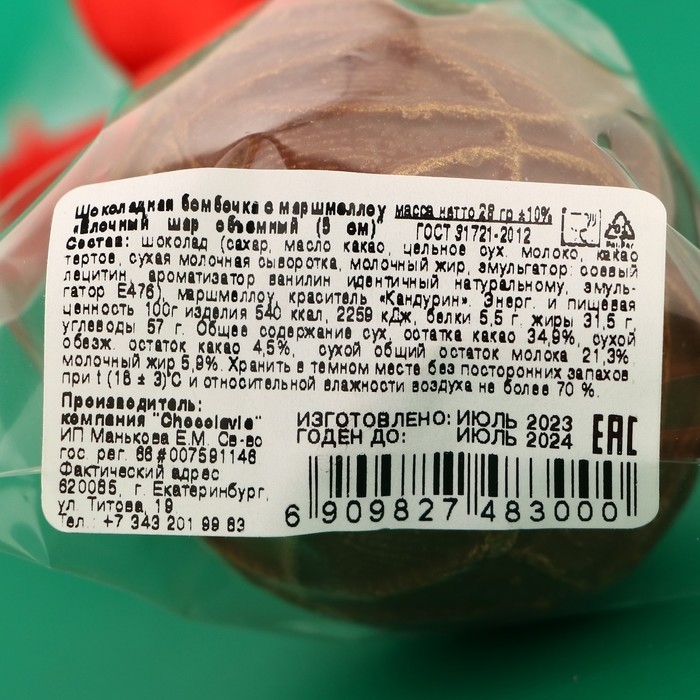 Шоколадная бомбочка с маршмеллоу масса нетто 28 гр ±10%
Елочный шар объемный (5 см) ГОСТ 31721-2012
Состав: шоколад (сахар, масло какао, цельное сух. молоко, какао
тертое, сухая молочная сыворотка, молочный жир, эмульгатор: соевый
лецитин, ароматизатор ванилин идентичный натуральному, эмуль-
гатор Е476), маршмеллоу, краситель «Кандурин». Энерг. и пищевая
ценность 100г изделия 540 ккал, 2259 кДж, белки 5,5 г. жиры 31,5 г.
углеводы 57 г. Общее содержание сух. остатка какао 34,9%, сухой
обезж. остаток какао 4,5%, сухой общий остаток молока 21,3%
молочный жир 5,9%. Хранить в темном месте без посторонних запахов
при t (18 ± 3)°С и относительной влажности воздуха не более 70 %.
Производитель:
компания "Chocolavie"
ИП Манькова Е.М. Св-во
гос. рег. 66#007591146
Фактический адрес
620085, г. Екатеринбург,
ул. Титова, 19
Тел.: +7 343 201 99 83
ИЗГОТОВЛЕНО: ИЮЛЬ 2023
ГОДЕН ДО: ИЮЛЬ 2024
ЕАС
6 909827 483000